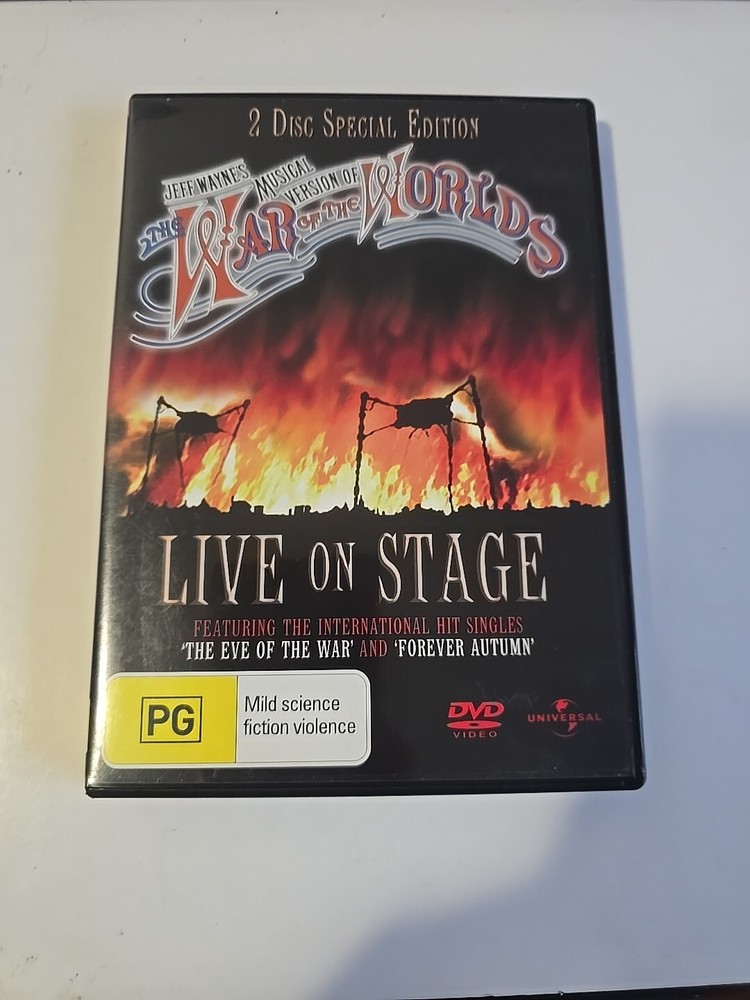 2 Disc Special Edition
JEFF WAYNE'S
MUSICAL
VERSION OF
THE WAR OF THE WORLDS
LIVE ON STAGE
FEATURING THE INTERNATIONAL HIT SINGLES
'THE EVE OF THE WAR' AND 'FOREVER AUTUMN'
PG
Mild science
fiction violence
DVD
VIDEO
UNIVERSAL